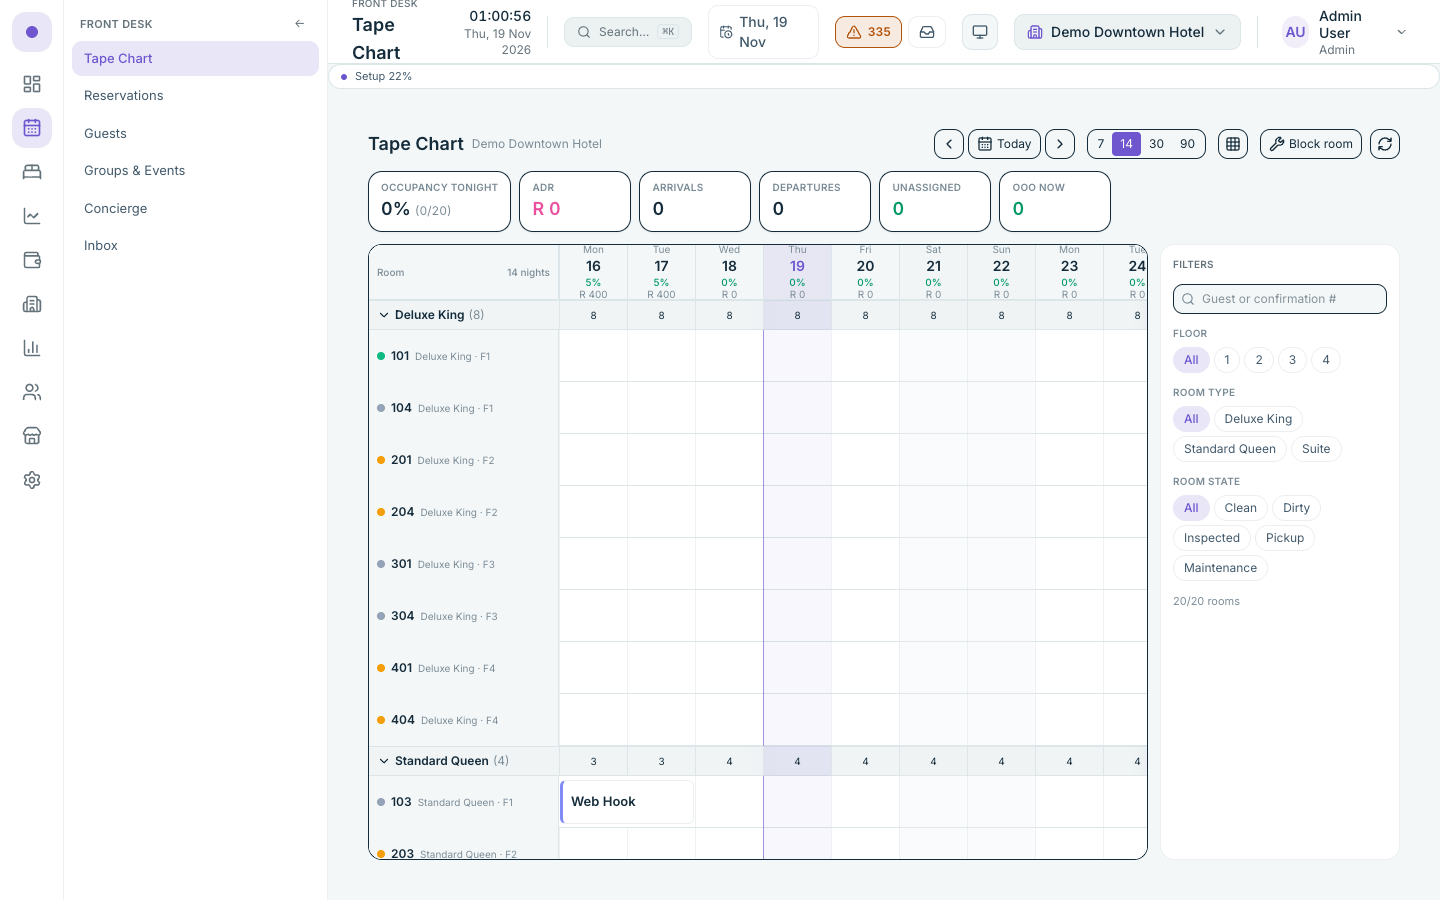 FRONT DESK
Tape Chart
Reservations
Guests
Groups & Events
Concierge
Inbox
FRONT DESK
Tape
Chart
01:00:56
Thu, 19 Nov
2026
Search...
⌘K
Thu, 19
Nov
335
Demo Downtown Hotel
AU
Admin
User
Admin
Setup 22%
Tape Chart
Demo Downtown Hotel
Today
7 14 30 90
Block room
OCCUPANCY TONIGHT
0% (0/20)
ADR
R 0
ARRIVALS
0
DEPARTURES
0
UNASSIGNED
0
OOO NOW
0
Room 14 nights
Mon Tue Wed Thu Fri Sat Sun Mon Tue
16 17 18 19 20 21 22 23 24
5% 5% 0% 0% 0% 0% 0% 0% 0%
R 400 R 400 R 0 R 0 R 0 R 0 R 0 R 0 R 0
Deluxe King (8) 8 8 8 8 8 8 8 8 8
101 Deluxe King · F1
104 Deluxe King · F1
201 Deluxe King · F2
204 Deluxe King · F2
301 Deluxe King · F3
304 Deluxe King · F3
401 Deluxe King · F4
404 Deluxe King · F4
Standard Queen (4) 3 3 4 4 4 4 4 4 4
103 Standard Queen · F1 Web Hook
203 Standard Queen · F2
FILTERS
Guest or confirmation #
FLOOR
All 1 2 3 4
ROOM TYPE
All Deluxe King
Standard Queen Suite
ROOM STATE
All Clean Dirty
Inspected Pickup
Maintenance
20/20 rooms